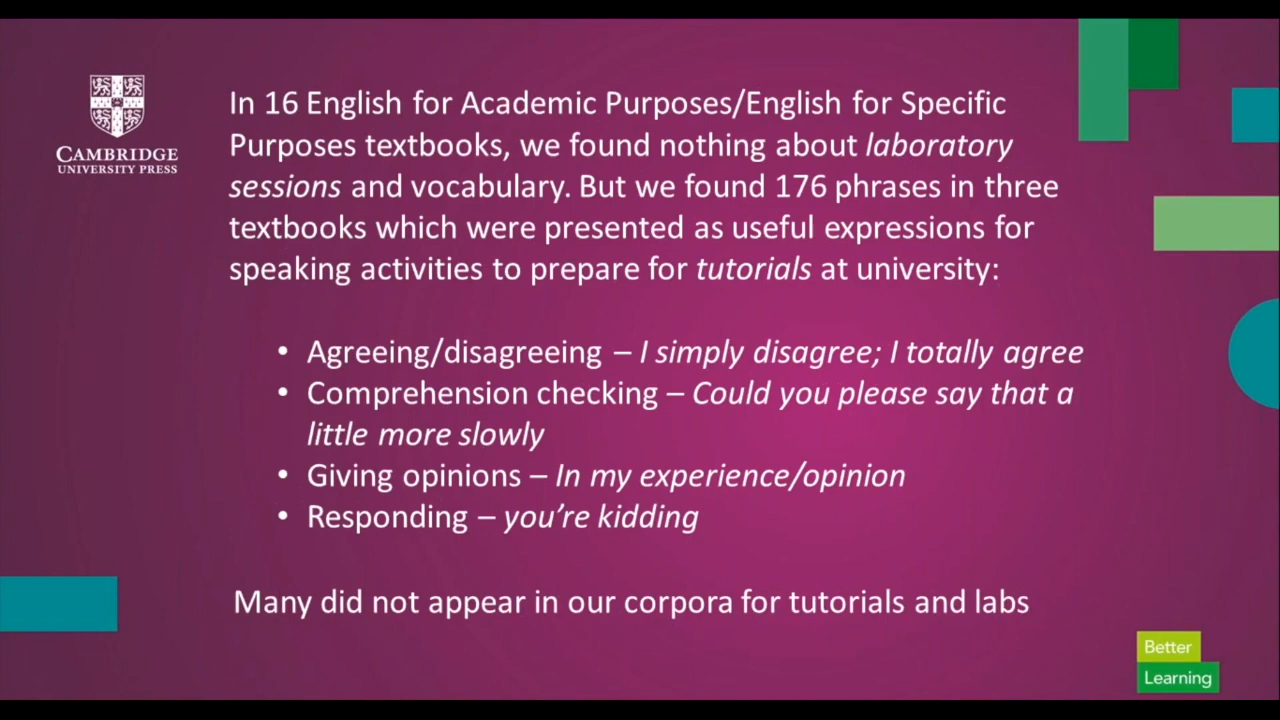 CAMBRIDGE
UNIVERSITY PRESS
In 16 English for Academic Purposes/English for Specific
Purposes textbooks, we found nothing about laboratory
sessions and vocabulary. But we found 176 phrases in three
textbooks which were presented as useful expressions for
speaking activities to prepare for tutorials at university:
• Agreeing/disagreeing – I simply disagree; I totally agree
• Comprehension checking – Could you please say that a
little more slowly
• Giving opinions – In my experience/opinion
• Responding – you're kidding
Many did not appear in our corpora for tutorials and labs
Better
Learning